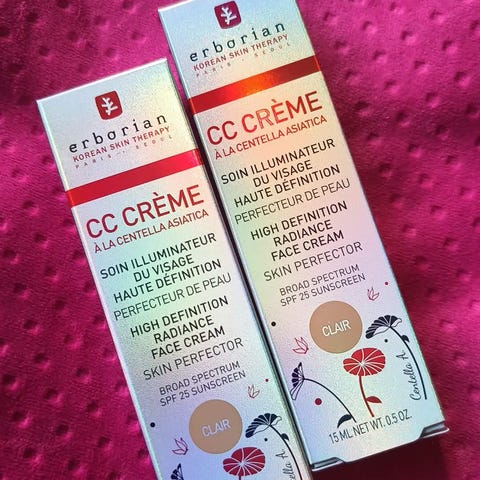 erborian
KOREAN SKIN THERAPY
PARIS - SEOUL
CC CRÈME
À LA CENTELLA ASIATICA
SOIN ILLUMINATEUR
DU VISAGE
HAUTE DÉFINITION
PERFECTEUR DE PEAU
HIGH DEFINITION
RADIANCE
FACE CREAM
SKIN PERFECTOR
BROAD SPECTRUM
SPF 25 SUNSCREEN
CLAIR
Centella A
erborian
KOREAN SKIN THERAPY
PARIS - SEOUL
CC CRÈME
À LA CENTELLA ASIATICA
SOIN ILLUMINATEUR
DU VISAGE
HAUTE DÉFINITION
PERFECTEUR DE PEAU
HIGH DEFINITION
RADIANCE
FACE CREAM
SKIN PERFECTOR
BROAD SPECTRUM
SPF 25 SUNSCREEN
CLAIR
Centella A.
15 ML NET WT. 0.5 OZ.